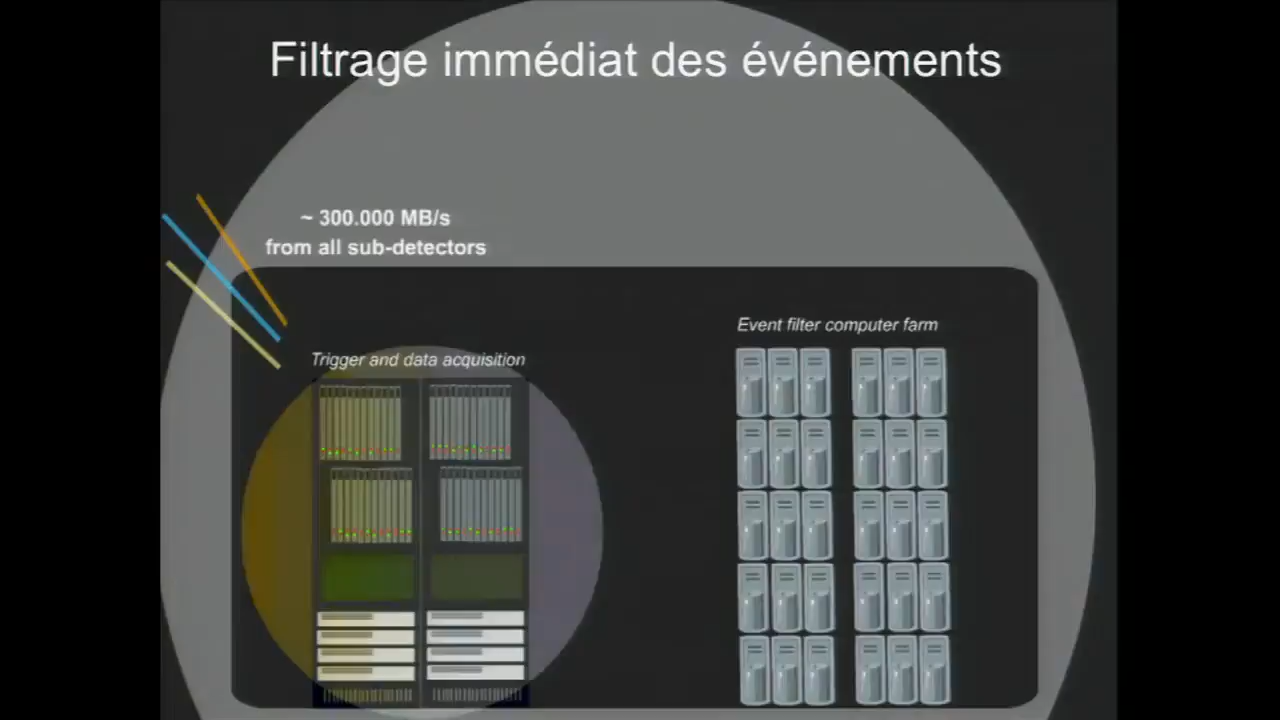 Filtrage immédiat des événements
~ 300.000 MB/s
from all sub-detectors
Event filter computer farm
Trigger and data acquisition